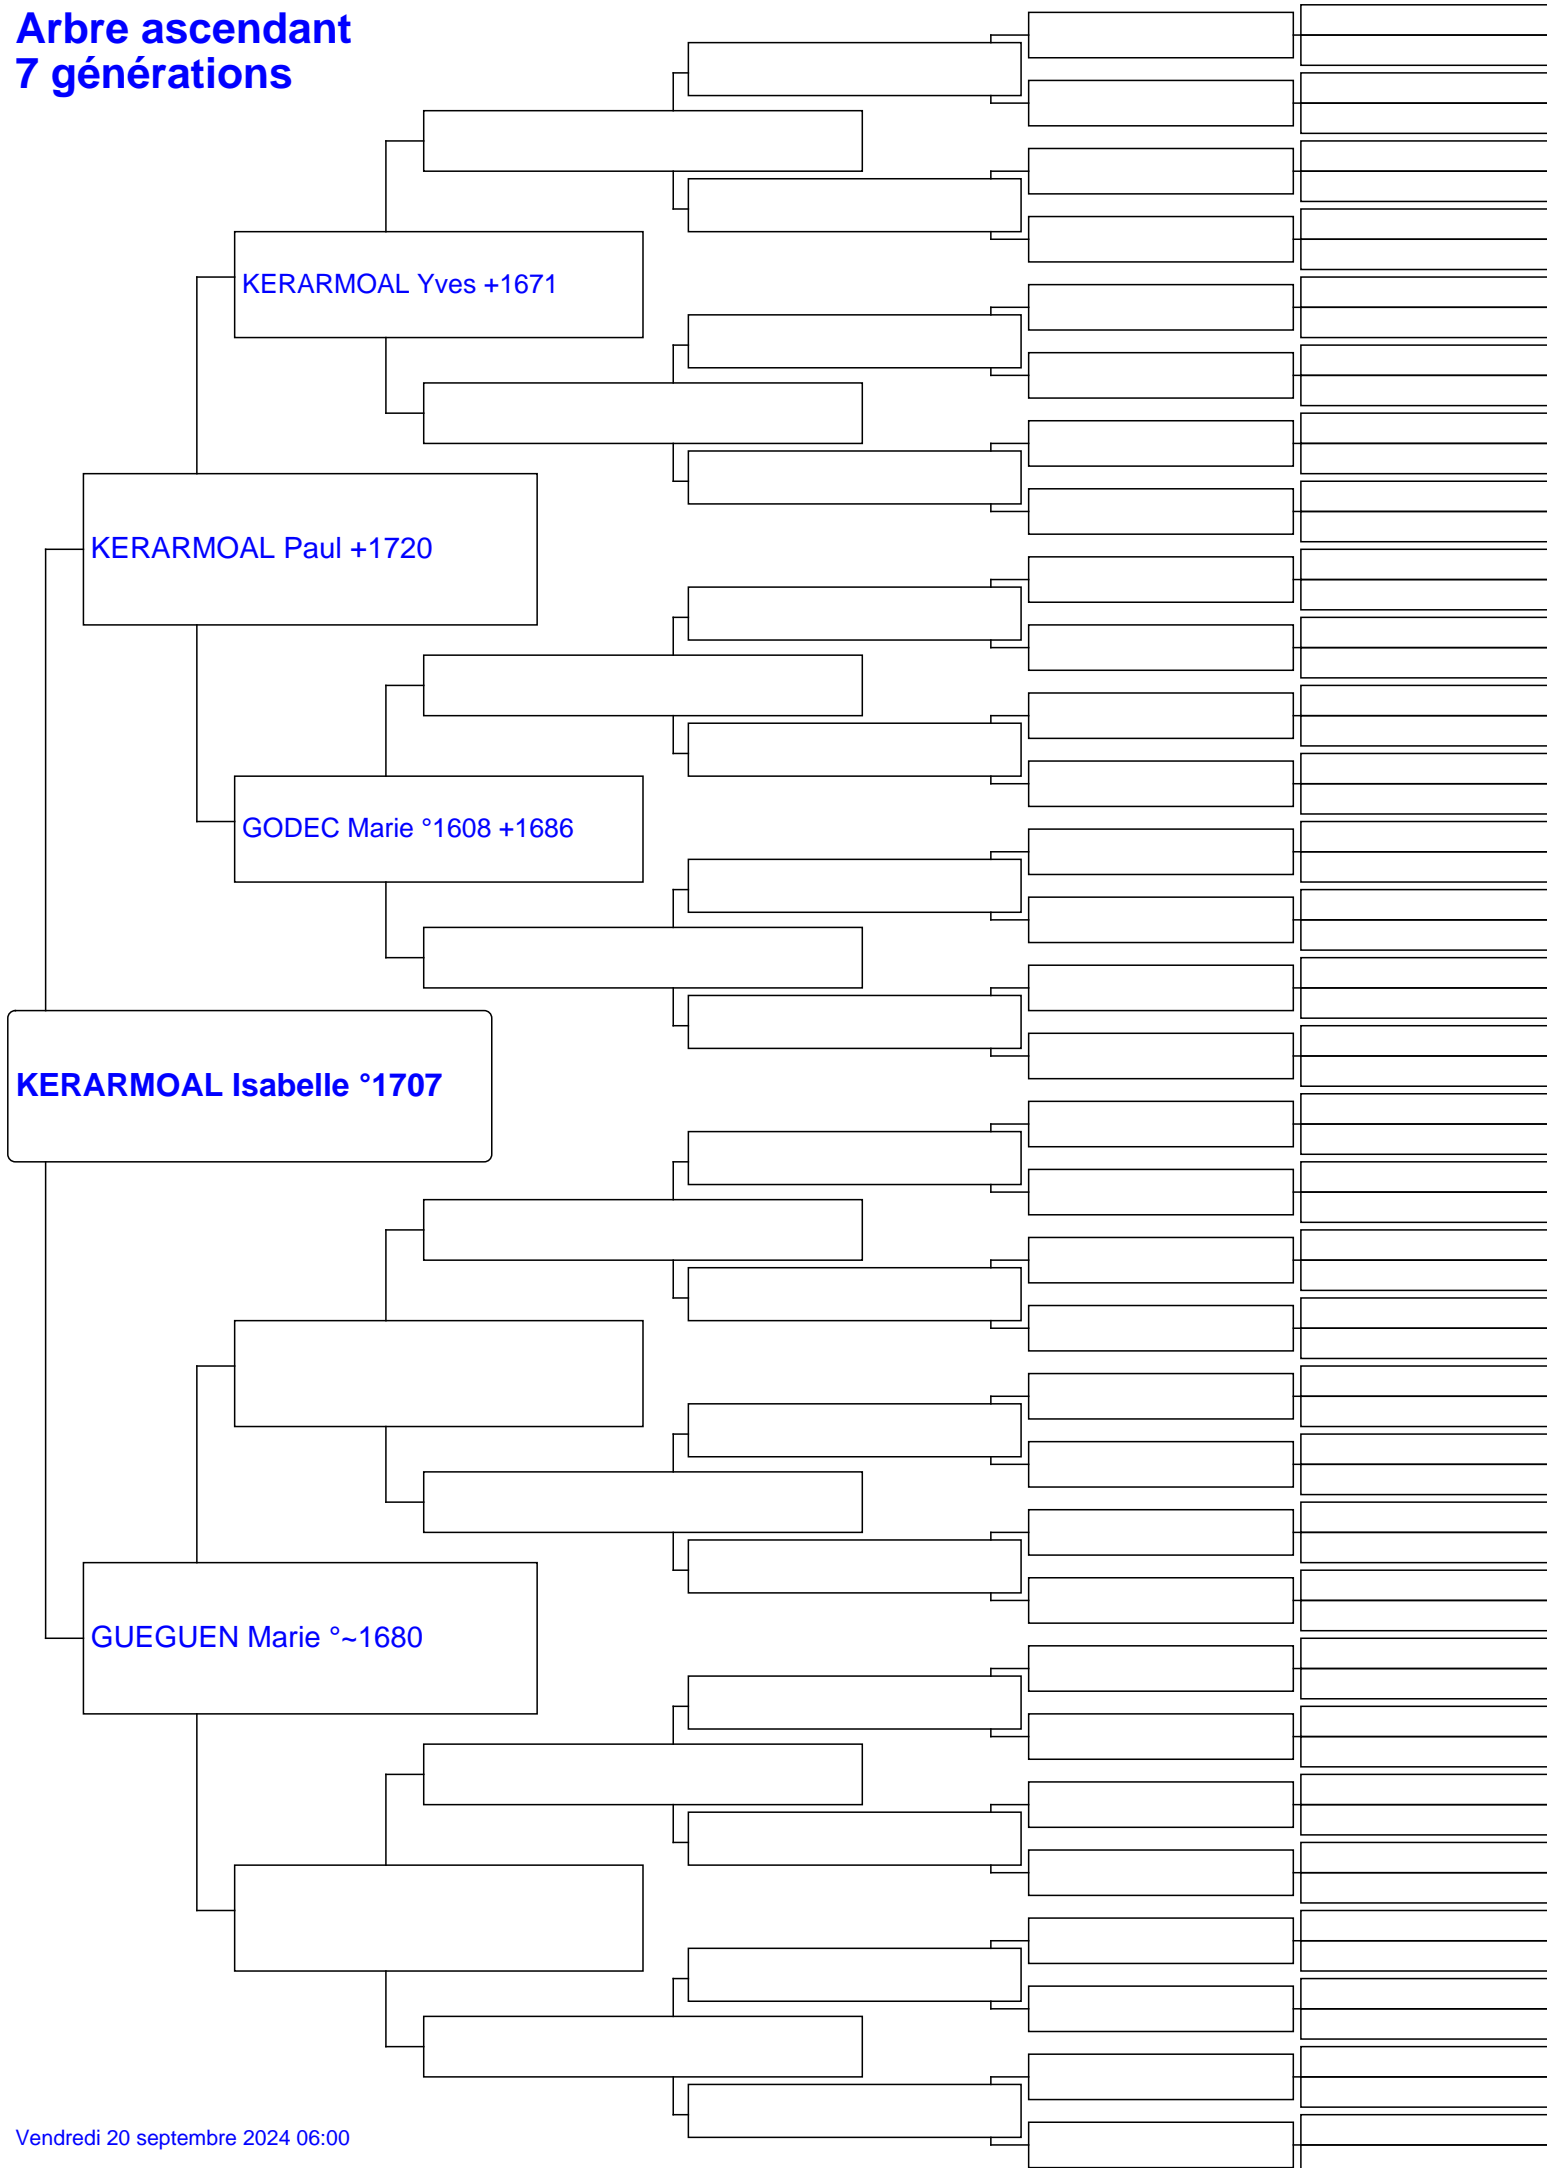 Arbre ascendant
7 générations
KERARMOAL Yves +1671
KERARMOAL Paul +1720
GODEC Marie °1608 +1686
KERARMOAL Isabelle °1707
GUEGUEN Marie °~1680
Vendredi 20 septembre 2024 06:00